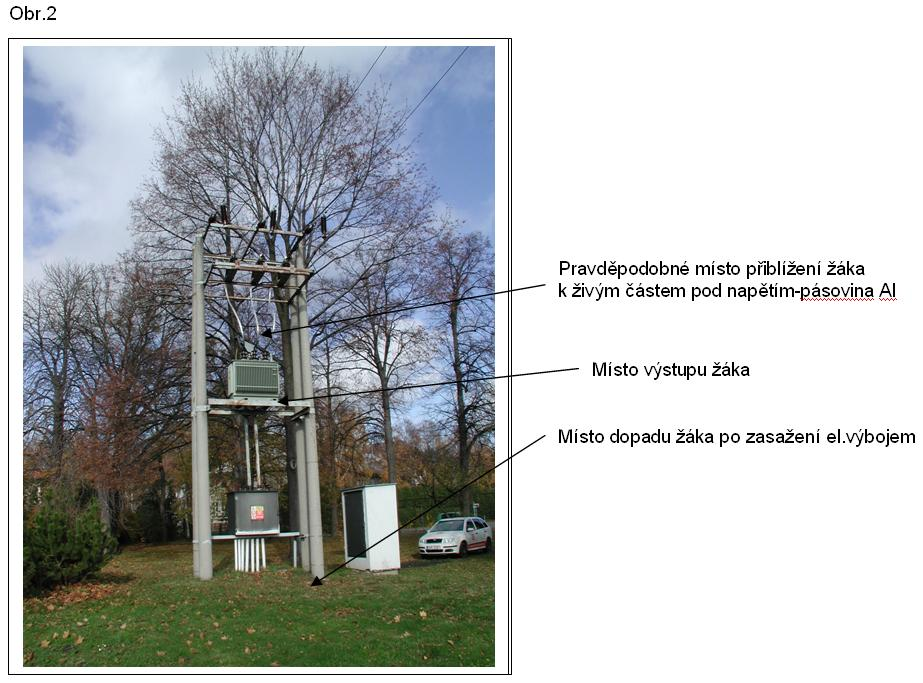 Obr.2
Pravděpodobné místo přiblížení žáka
k živým částem pod napětím-pásovina Al
Místo výstupu žáka
Místo dopadu žáka po zasažení el.výbojem